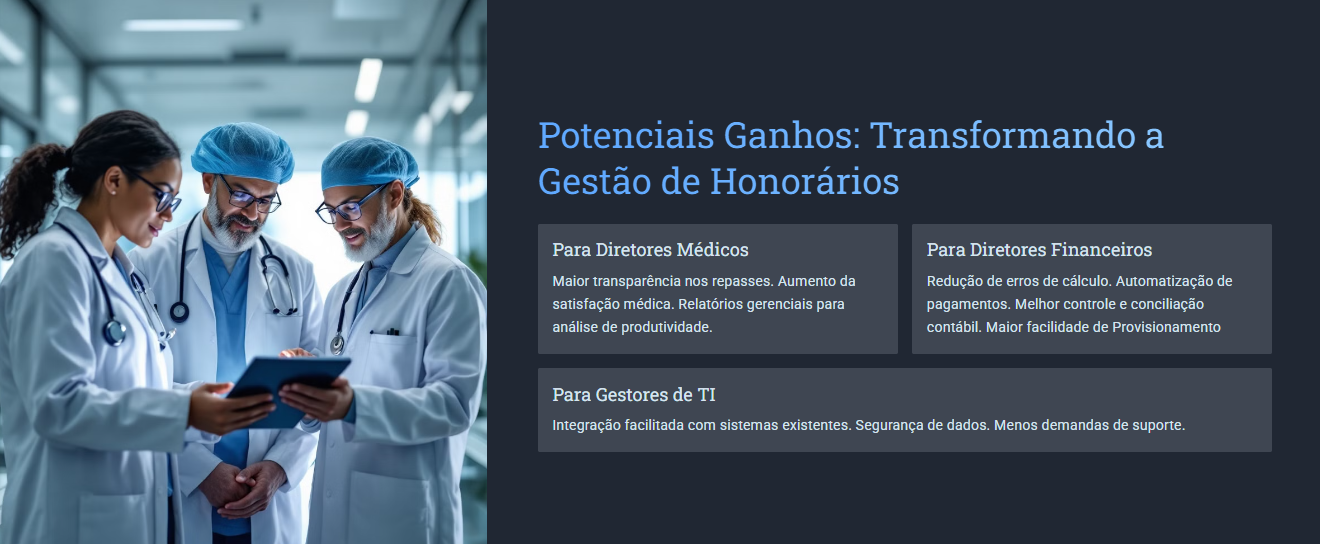 Potenciais Ganhos: Transformando a
Gestão de Honorários
Para Diretores Médicos
Maior transparência nos repasses. Aumento da
satisfação médica. Relatórios gerenciais para
análise de produtividade.
Para Diretores Financeiros
Redução de erros de cálculo. Automatização de
pagamentos. Melhor controle e conciliação
contábil. Maior facilidade de Provisionamento
Para Gestores de TI
Integração facilitada com sistemas existentes. Segurança de dados. Menos demandas de suporte.